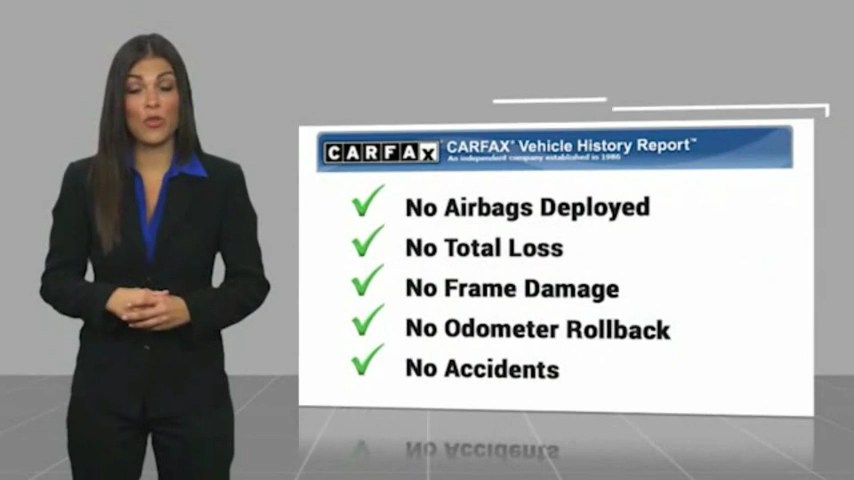 CARFAX CARFAX® Vehicle History Report™
An independent company established in 1986
No Airbags Deployed
No Total Loss
No Frame Damage
No Odometer Rollback
No Accidents
No Accidents